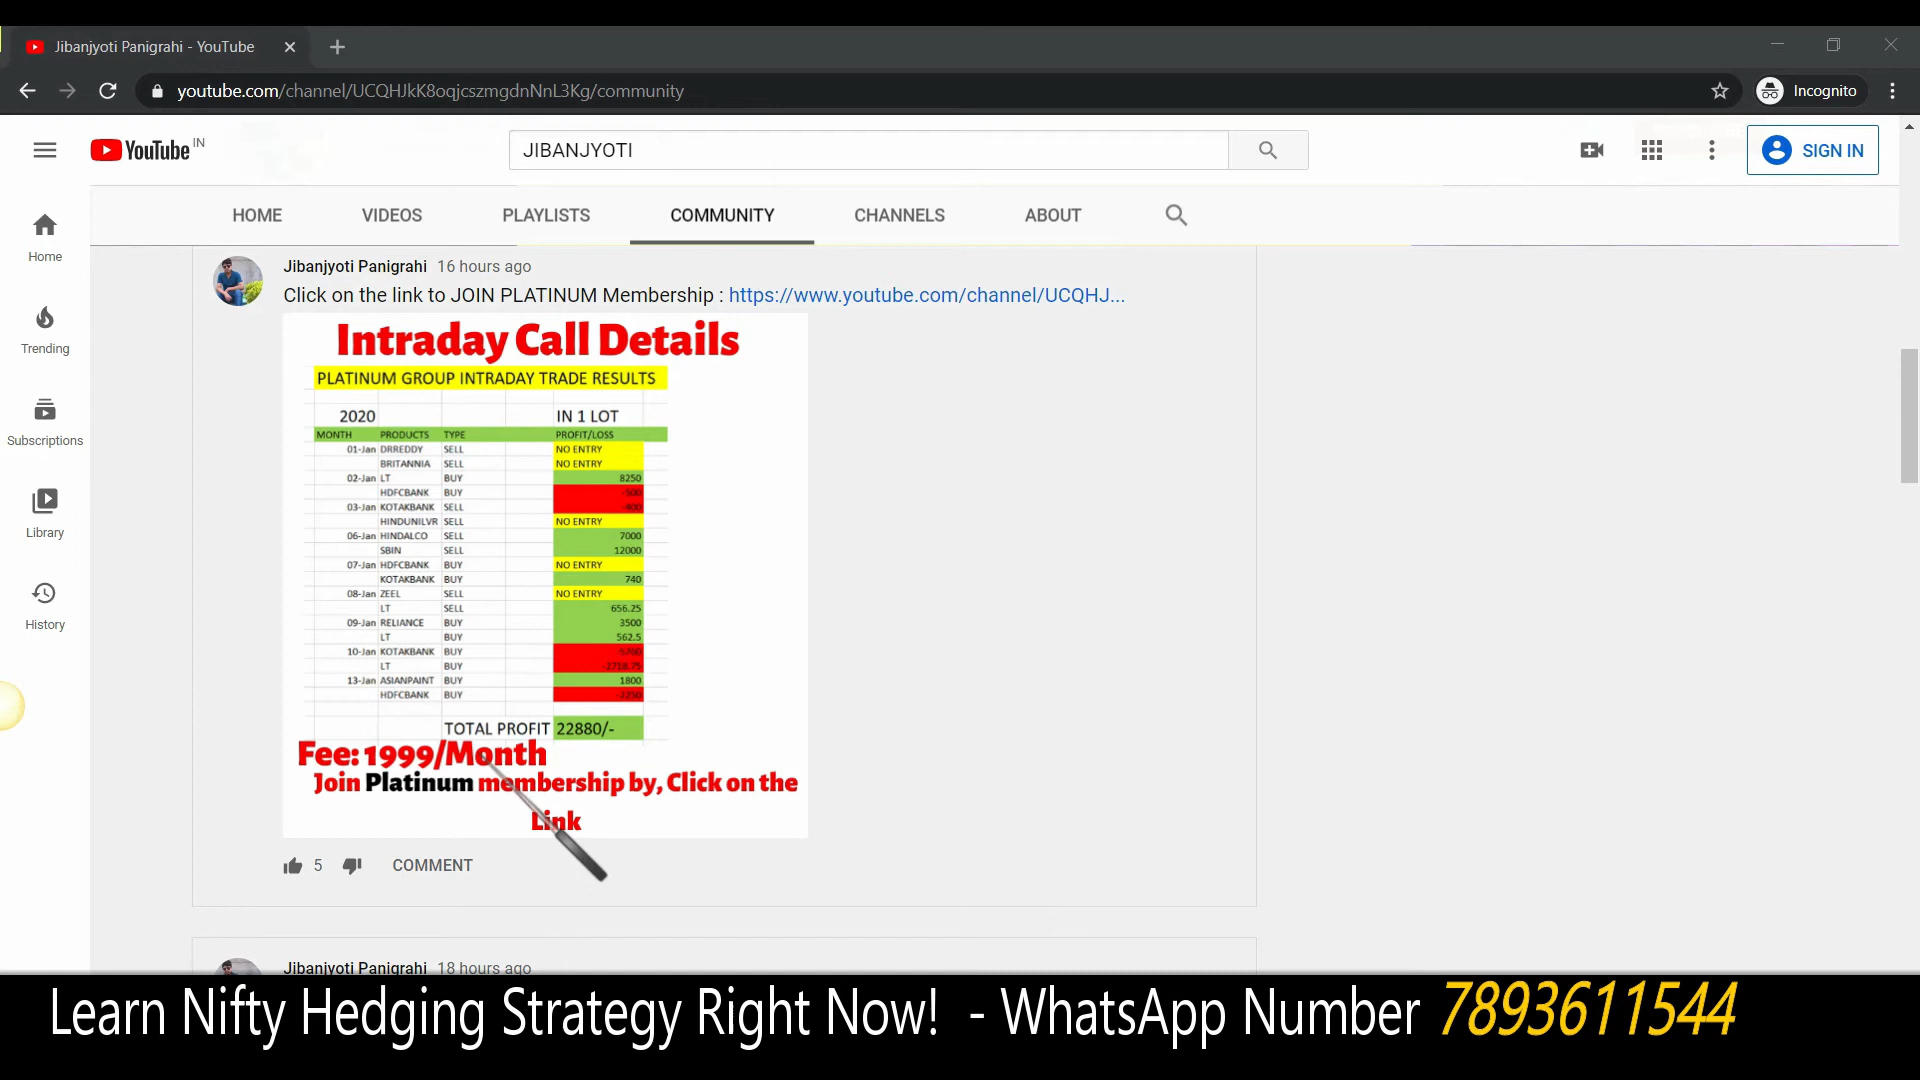 Jibanjyoti Panigrahi - YouTube
youtube.com/channel/UCQHJkK8oqjcszmgdnNnL3Kg/community
Incognito
YouTube IN
JIBANJYOTI
SIGN IN
HOME VIDEOS PLAYLISTS COMMUNITY CHANNELS ABOUT
Home
Trending
Subscriptions
Library
History
Jibanjyoti Panigrahi 16 hours ago
Click on the link to JOIN PLATINUM Membership : https://www.youtube.com/channel/UCQHJ...
Intraday Call Details
PLATINUM GROUP INTRADAY TRADE RESULTS
2020 IN 1 LOT
MONTH PRODUCTS TYPE PROFIT/LOSS
01-Jan DRREDDY SELL NO ENTRY
BRITANNIA SELL NO ENTRY
02-Jan LT BUY 8250
HDFCBANK BUY -500
03-Jan KOTAKBANK SELL
HINDUNILVR SELL NO ENTRY
06-Jan HINDALCO SELL 7000
SBIN SELL 12000
07-Jan HDFCBANK BUY NO ENTRY
KOTAKBANK BUY 740
08-Jan ZEEL SELL NO ENTRY
LT SELL 656.25
09-Jan RELIANCE BUY 3500
LT BUY 562.5
10-Jan KOTAKBANK BUY
LT BUY
13-Jan ASIANPAINT BUY 1800
HDFCBANK BUY
TOTAL PROFIT 22880/-
Fee: 1999/Month
Join Platinum membership by, Click on the
Link
5 COMMENT
Jibanjyoti Panigrahi 18 hours ago
Learn Nifty Hedging Strategy Right Now! - WhatsApp Number 7893611544